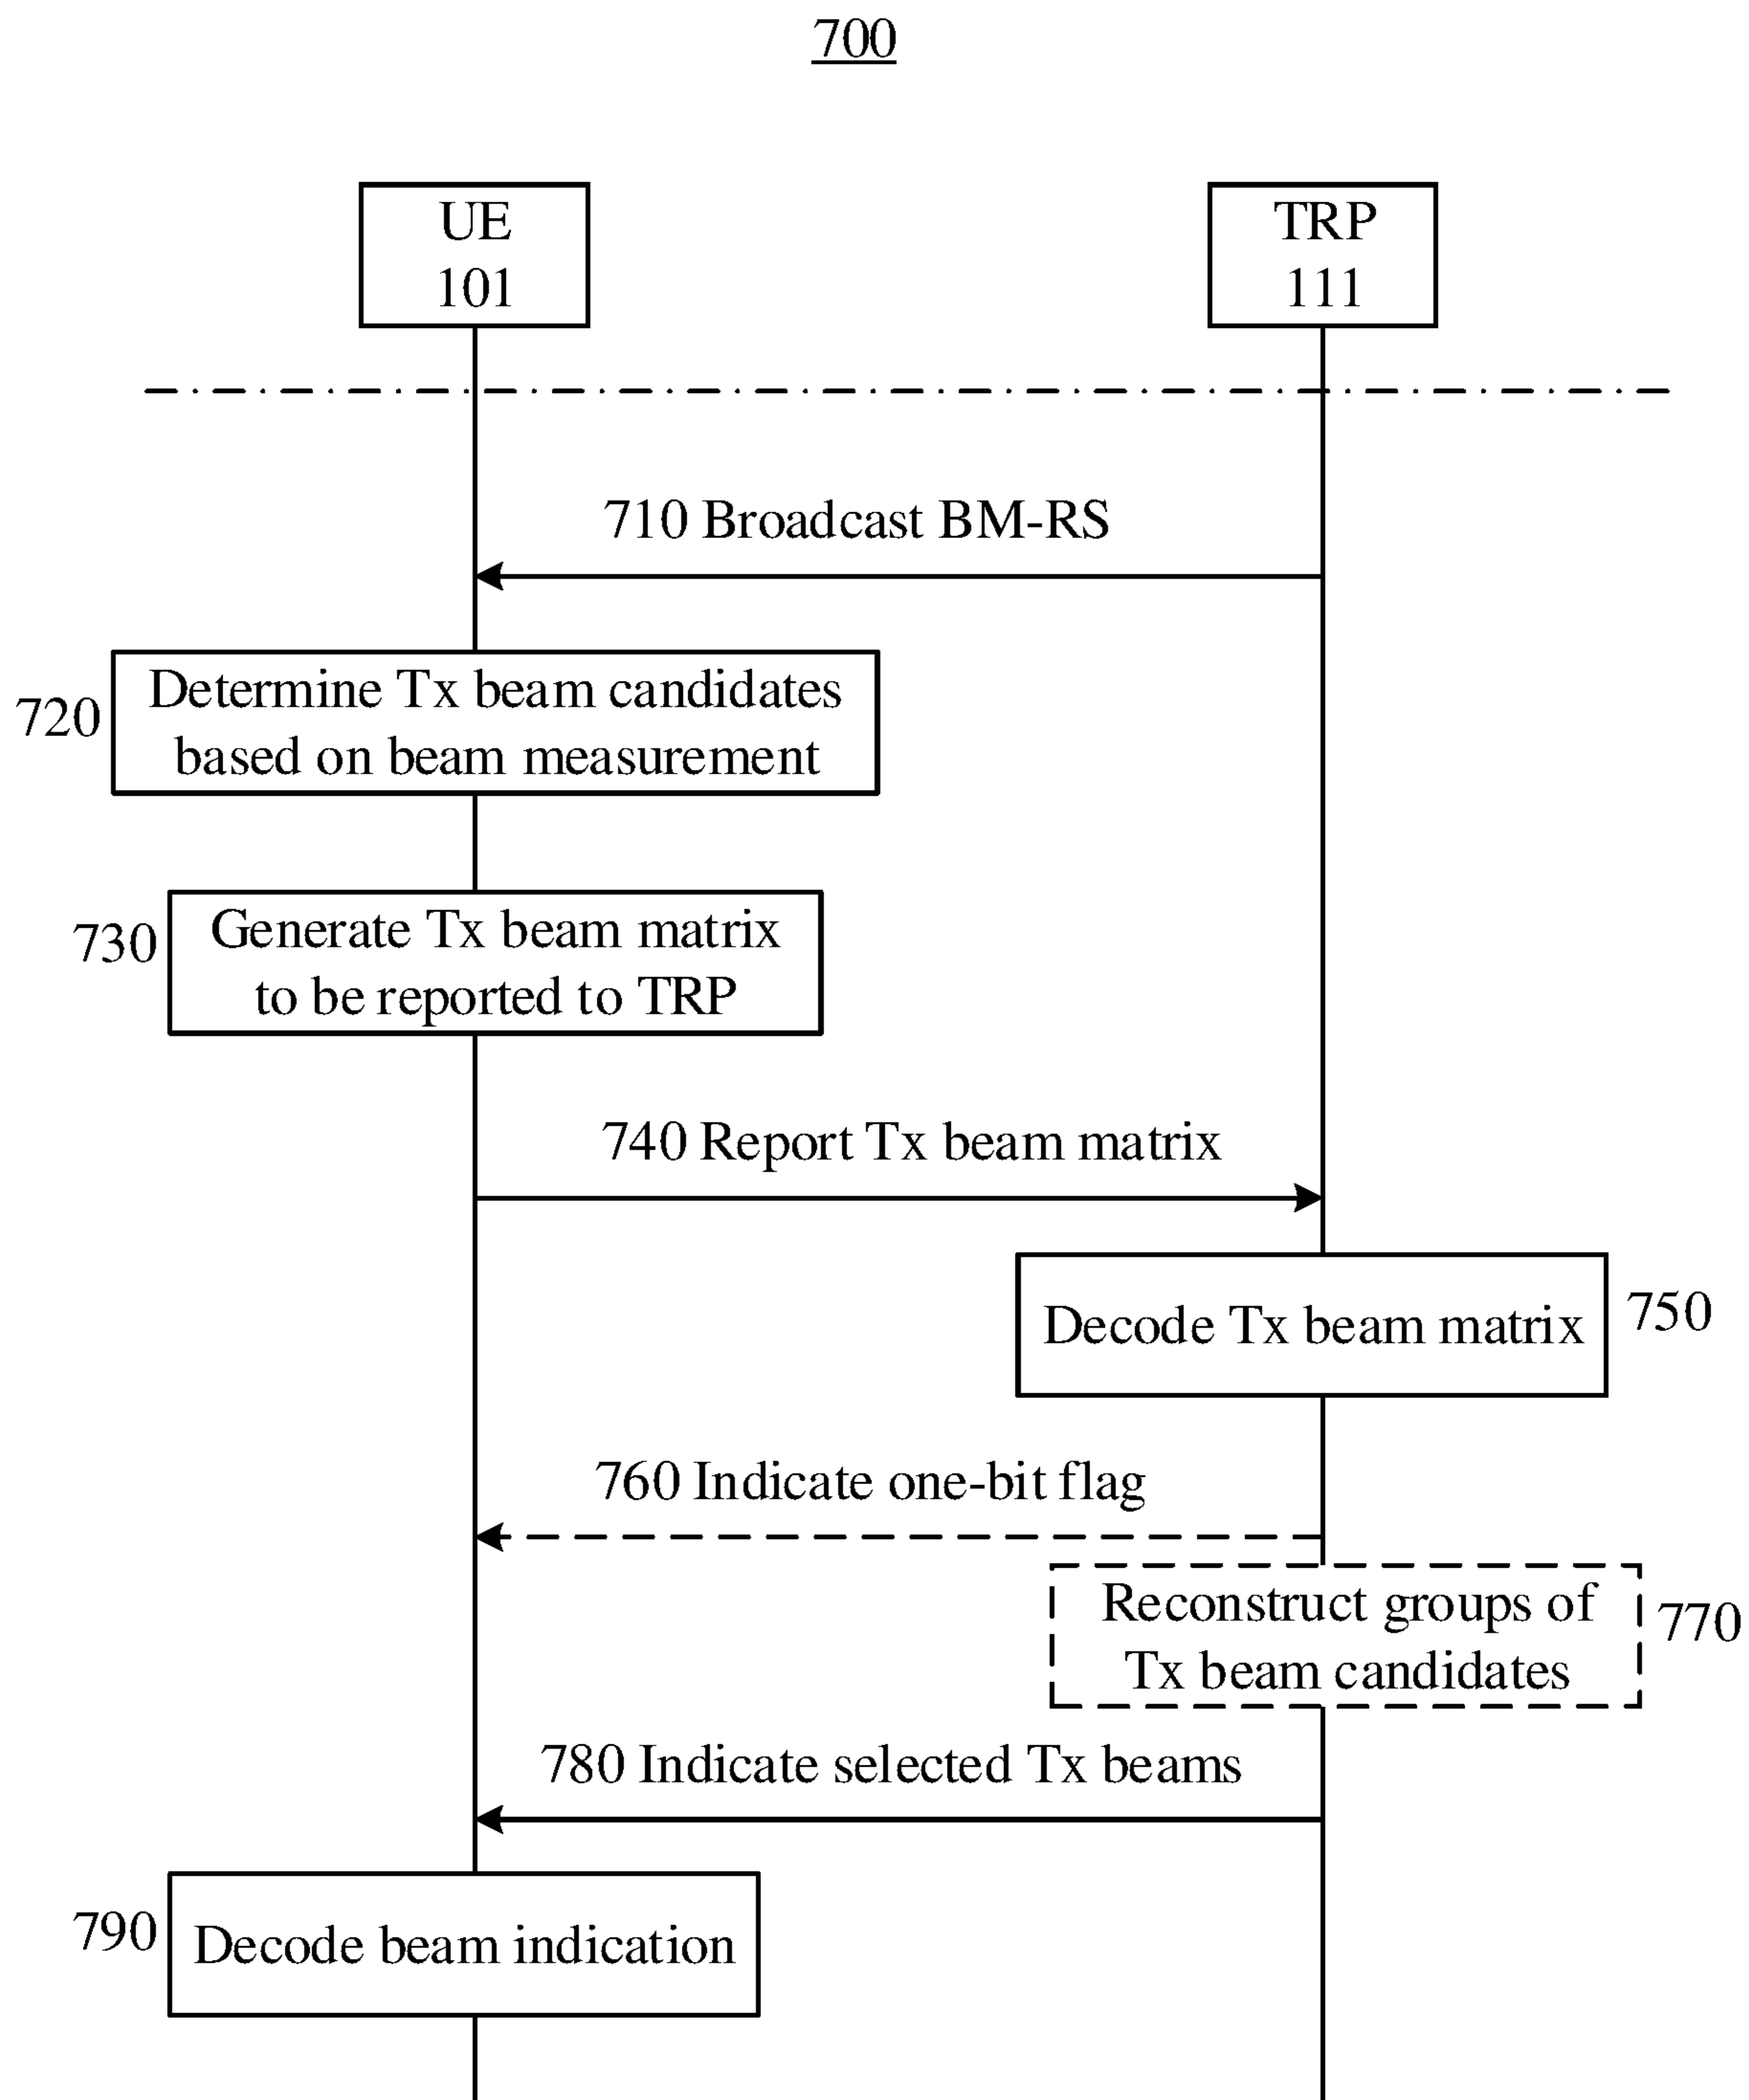 700
UE
101
TRP
111
710 Broadcast BM-RS
720
Determine Tx beam candidates
based on beam measurement
730
Generate Tx beam matrix
to be reported to TRP
740 Report Tx beam matrix
Decode Tx beam matrix
750
760 Indicate one-bit flag
Reconstruct groups of
Tx beam candidates
770
780 Indicate selected Tx beams
790
Decode beam indication